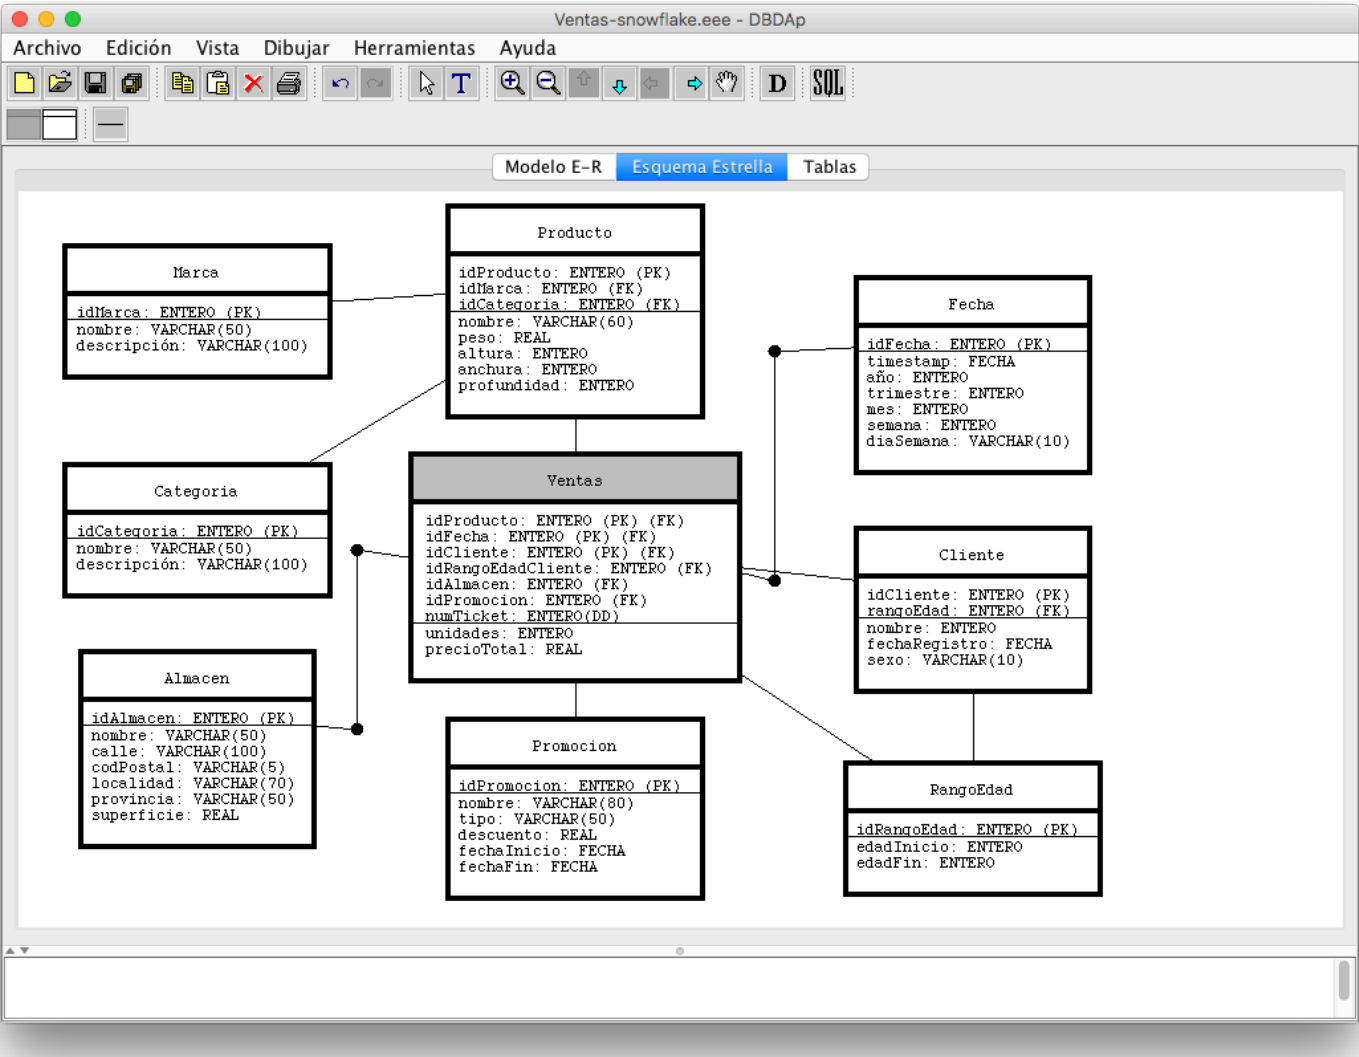 Ventas-snowflake.eee - DBDAp
Archivo Edición Vista Dibujar Herramientas Ayuda
T D SQL
Modelo E-R Esquema Estrella Tablas
Producto
idProducto: ENTERO (PK)
idMarca: ENTERO (FK)
idCategoria: ENTERO (FK)
nombre: VARCHAR(60)
peso: REAL
altura: ENTERO
anchura: ENTERO
profundidad: ENTERO
Marca
idMarca: ENTERO (PK)
nombre: VARCHAR(50)
descripción: VARCHAR(100)
Fecha
idFecha: ENTERO (PK)
timestamp: FECHA
año: ENTERO
trimestre: ENTERO
mes: ENTERO
semana: ENTERO
diaSemana: VARCHAR(10)
Categoria
idCategoria: ENTERO (PK)
nombre: VARCHAR(50)
descripción: VARCHAR(100)
Ventas
idProducto: ENTERO (PK) (FK)
idFecha: ENTERO (PK) (FK)
idCliente: ENTERO (PK) (FK)
idRangoEdadCliente: ENTERO (FK)
idAlmacen: ENTERO (FK)
idPromocion: ENTERO (FK)
numTicket: ENTERO(DD)
unidades: ENTERO
precioTotal: REAL
Cliente
idCliente: ENTERO (PK)
rangoEdad: ENTERO (FK)
nombre: ENTERO
fechaRegistro: FECHA
sexo: VARCHAR(10)
Almacen
idAlmacen: ENTERO (PK)
nombre: VARCHAR(50)
calle: VARCHAR(100)
codPostal: VARCHAR(5)
localidad: VARCHAR(70)
provincia: VARCHAR(50)
superficie: REAL
Promocion
idPromocion: ENTERO (PK)
nombre: VARCHAR(80)
tipo: VARCHAR(50)
descuento: REAL
fechaInicio: FECHA
fechaFin: FECHA
RangoEdad
idRangoEdad: ENTERO (PK)
edadInicio: ENTERO
edadFin: ENTERO